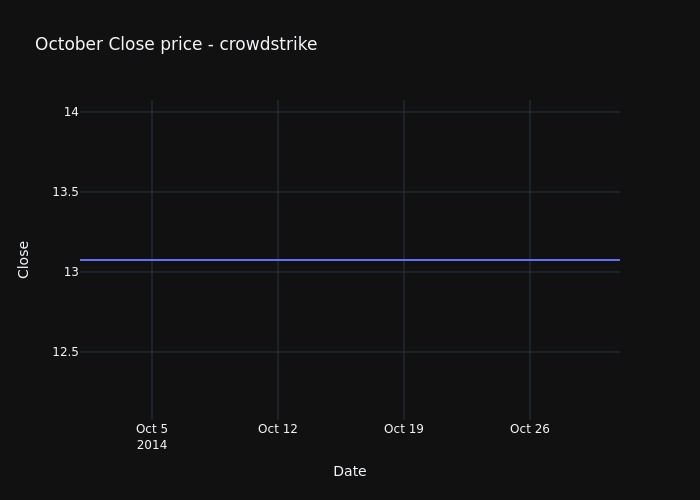 October Close price - crowdstrike
Close
14
13.5
13
12.5
Oct 5
2014
Oct 12
Oct 19
Oct 26
Date